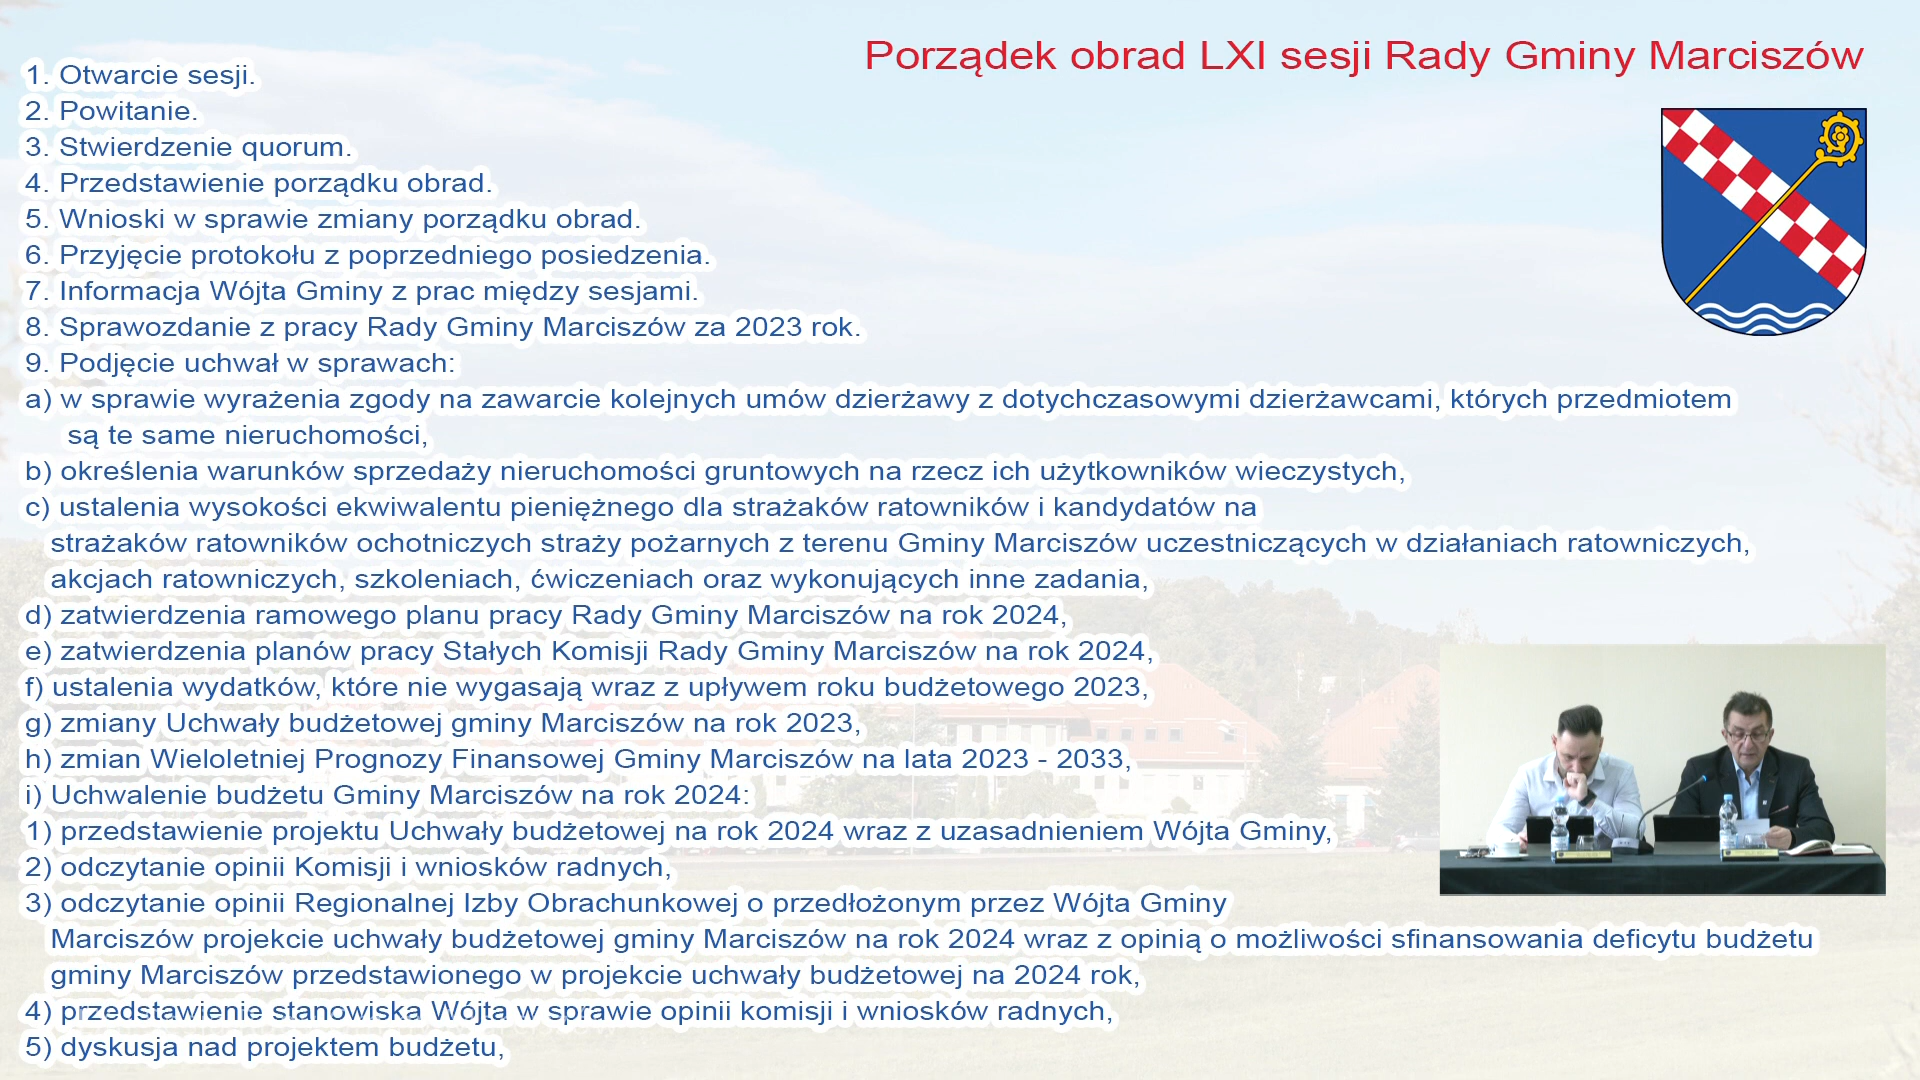 Porządek obrad LXI sesji Rady Gminy Marciszów
1. Otwarcie sesji.
2. Powitanie.
3. Stwierdzenie quorum.
4. Przedstawienie porządku obrad.
5. Wnioski w sprawie zmiany porządku obrad.
6. Przyjęcie protokołu z poprzedniego posiedzenia.
7. Informacja Wójta Gminy z prac między sesjami.
8. Sprawozdanie z pracy Rady Gminy Marciszów za 2023 rok.
9. Podjęcie uchwał w sprawach:
a) w sprawie wyrażenia zgody na zawarcie kolejnych umów dzierżawy z dotychczasowymi dzierżawcami, których przedmiotem
są te same nieruchomości,
b) określenia warunków sprzedaży nieruchomości gruntowych na rzecz ich użytkowników wieczystych,
c) ustalenia wysokości ekwiwalentu pieniężnego dla strażaków ratowników i kandydatów na
strażaków ratowników ochotniczych straży pożarnych z terenu Gminy Marciszów uczestniczących w działaniach ratowniczych,
akcjach ratowniczych, szkoleniach, ćwiczeniach oraz wykonujących inne zadania,
d) zatwierdzenia ramowego planu pracy Rady Gminy Marciszów na rok 2024,
e) zatwierdzenia planów pracy Stałych Komisji Rady Gminy Marciszów na rok 2024,
f) ustalenia wydatków, które nie wygasają wraz z upływem roku budżetowego 2023,
g) zmiany Uchwały budżetowej gminy Marciszów na rok 2023,
h) zmian Wieloletniej Prognozy Finansowej Gminy Marciszów na lata 2023 - 2033,
i) Uchwalenie budżetu Gminy Marciszów na rok 2024:
1) przedstawienie projektu Uchwały budżetowej na rok 2024 wraz z uzasadnieniem Wójta Gminy,
2) odczytanie opinii Komisji i wniosków radnych,
3) odczytanie opinii Regionalnej Izby Obrachunkowej o przedłożonym przez Wójta Gminy
Marciszów projekcie uchwały budżetowej gminy Marciszów na rok 2024 wraz z opinią o możliwości sfinansowania deficytu budżetu
gminy Marciszów przedstawionego w projekcie uchwały budżetowej na 2024 rok,
4) przedstawienie stanowiska Wójta w sprawie opinii komisji i wniosków radnych,
5) dyskusja nad projektem budżetu,